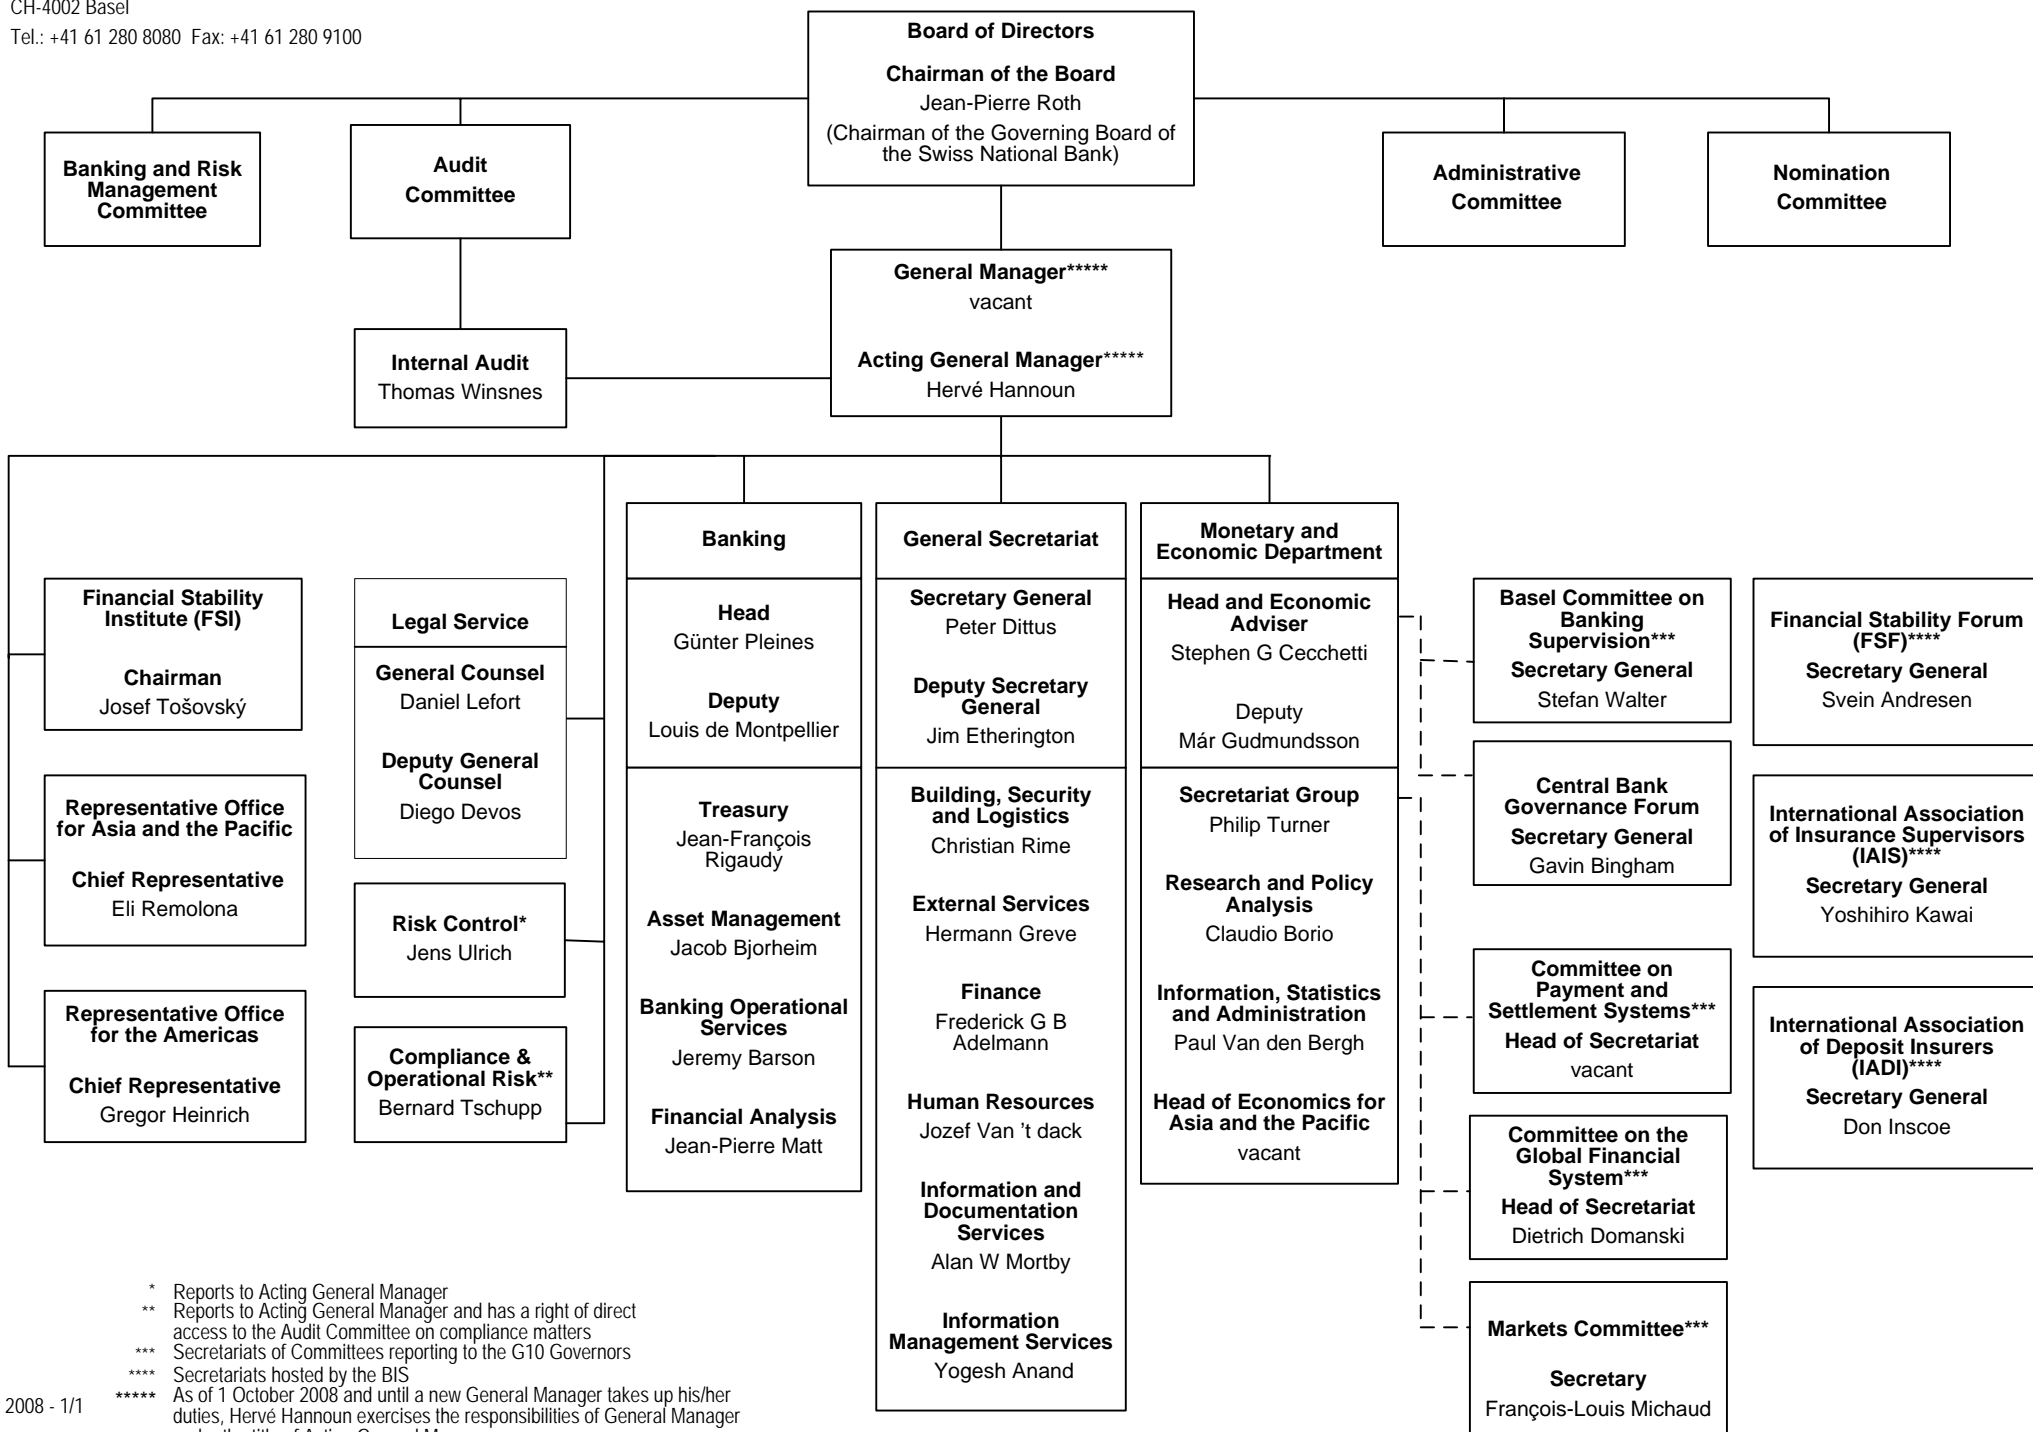 CH-4002 Basel
Tel.: +41 61 280 8080 Fax: +41 61 280 9100
Board of Directors
Chairman of the Board
Jean-Pierre Roth
(Chairman of the Governing Board of
the Swiss National Bank)
Banking and Risk
Management
Committee
Audit
Committee
Administrative
Committee
Nomination
Committee
General Manager*****
vacant
Acting General Manager*****
Hervé Hannoun
Internal Audit
Thomas Winsnes
Financial Stability
Institute (FSI)
Chairman
Josef Tošovský
Representative Office
for Asia and the Pacific
Chief Representative
Eli Remolona
Representative Office
for the Americas
Chief Representative
Gregor Heinrich
Legal Service
General Counsel
Daniel Lefort
Deputy General
Counsel
Diego Devos
Risk Control*
Jens Ulrich
Compliance &
Operational Risk**
Bernard Tschupp
Banking
Head
Günter Pleines
Deputy
Louis de Montpellier
Treasury
Jean-François
Rigaudy
Asset Management
Jacob Bjorheim
Banking Operational
Services
Jeremy Barson
Financial Analysis
Jean-Pierre Matt
General Secretariat
Secretary General
Peter Dittus
Deputy Secretary
General
Jim Etherington
Building, Security
and Logistics
Christian Rime
External Services
Hermann Greve
Finance
Frederick G B
Adelmann
Human Resources
Jozef Van 't dack
Information and
Documentation
Services
Alan W Mortby
Information
Management Services
Yogesh Anand
Monetary and
Economic Department
Head and Economic
Adviser
Stephen G Cecchetti
Deputy
Már Gudmundsson
Secretariat Group
Philip Turner
Research and Policy
Analysis
Claudio Borio
Information, Statistics
and Administration
Paul Van den Bergh
Head of Economics for
Asia and the Pacific
vacant
Basel Committee on
Banking
Supervision***
Secretary General
Stefan Walter
Central Bank
Governance Forum
Secretary General
Gavin Bingham
Committee on
Payment and
Settlement Systems***
Head of Secretariat
vacant
Committee on the
Global Financial
System***
Head of Secretariat
Dietrich Domanski
Markets Committee***
Secretary
François-Louis Michaud
Financial Stability Forum
(FSF)****
Secretary General
Svein Andresen
International Association
of Insurance Supervisors
(IAIS)****
Secretary General
Yoshihiro Kawai
International Association
of Deposit Insurers
(IADI)****
Secretary General
Don Inscoe
* Reports to Acting General Manager
** Reports to Acting General Manager and has a right of direct
access to the Audit Committee on compliance matters
*** Secretariats of Committees reporting to the G10 Governors
**** Secretariats hosted by the BIS
***** As of 1 October 2008 and until a new General Manager takes up his/her
duties, Hervé Hannoun exercises the responsibilities of General Manager
2008 - 1/1